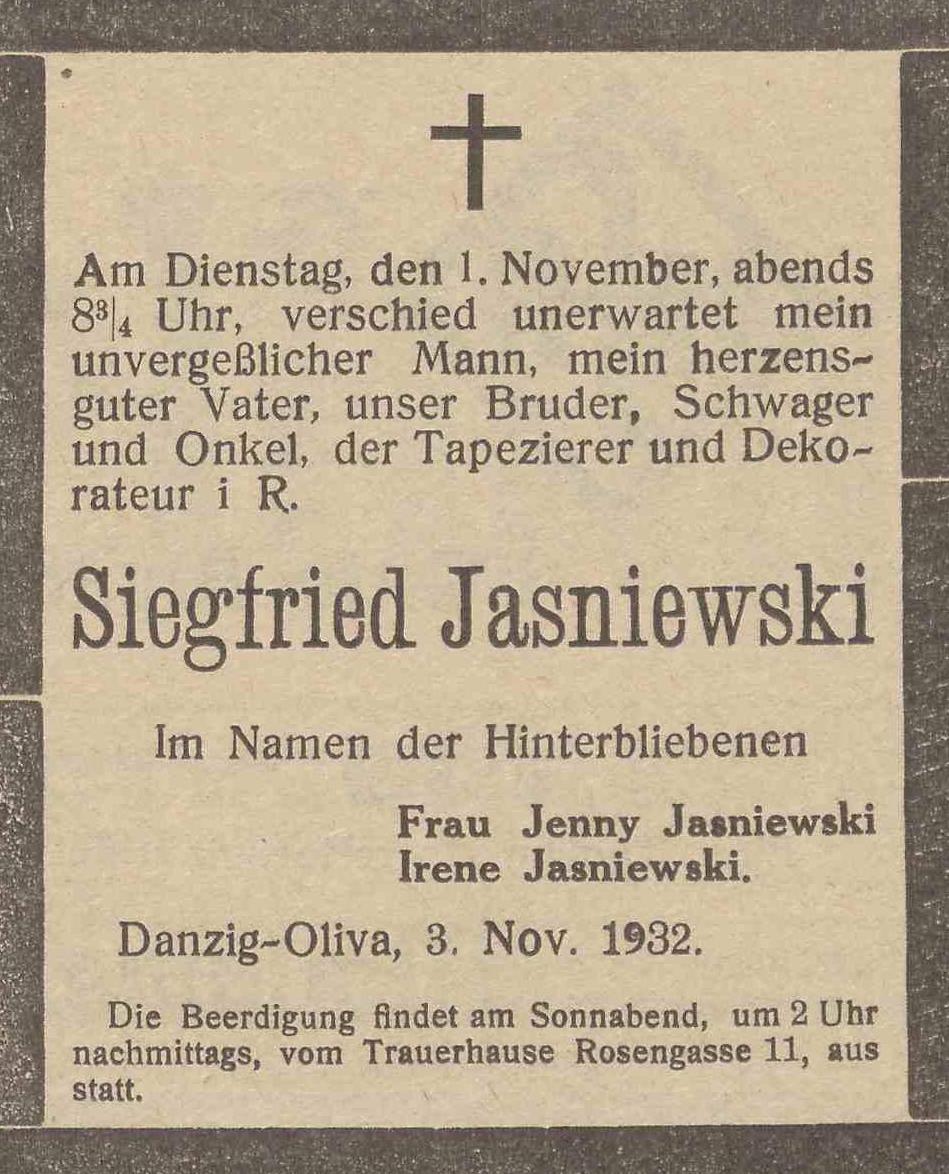 Am Dienstag, den 1. November, abends
8¾ Uhr, verschied unerwartet mein
unvergeßlicher Mann, mein herzens-
guter Vater, unser Bruder, Schwager
und Onkel, der Tapezierer und Deko-
rateur i R.
Siegfried Jasniewski
Im Namen der Hinterbliebenen
Frau Jenny Jasniewski
Irene Jasniewski.
Danzig-Oliva, 3. Nov. 1932.
Die Beerdigung findet am Sonnabend, um 2 Uhr
nachmittags, vom Trauerhause Rosengasse 11, aus
statt.